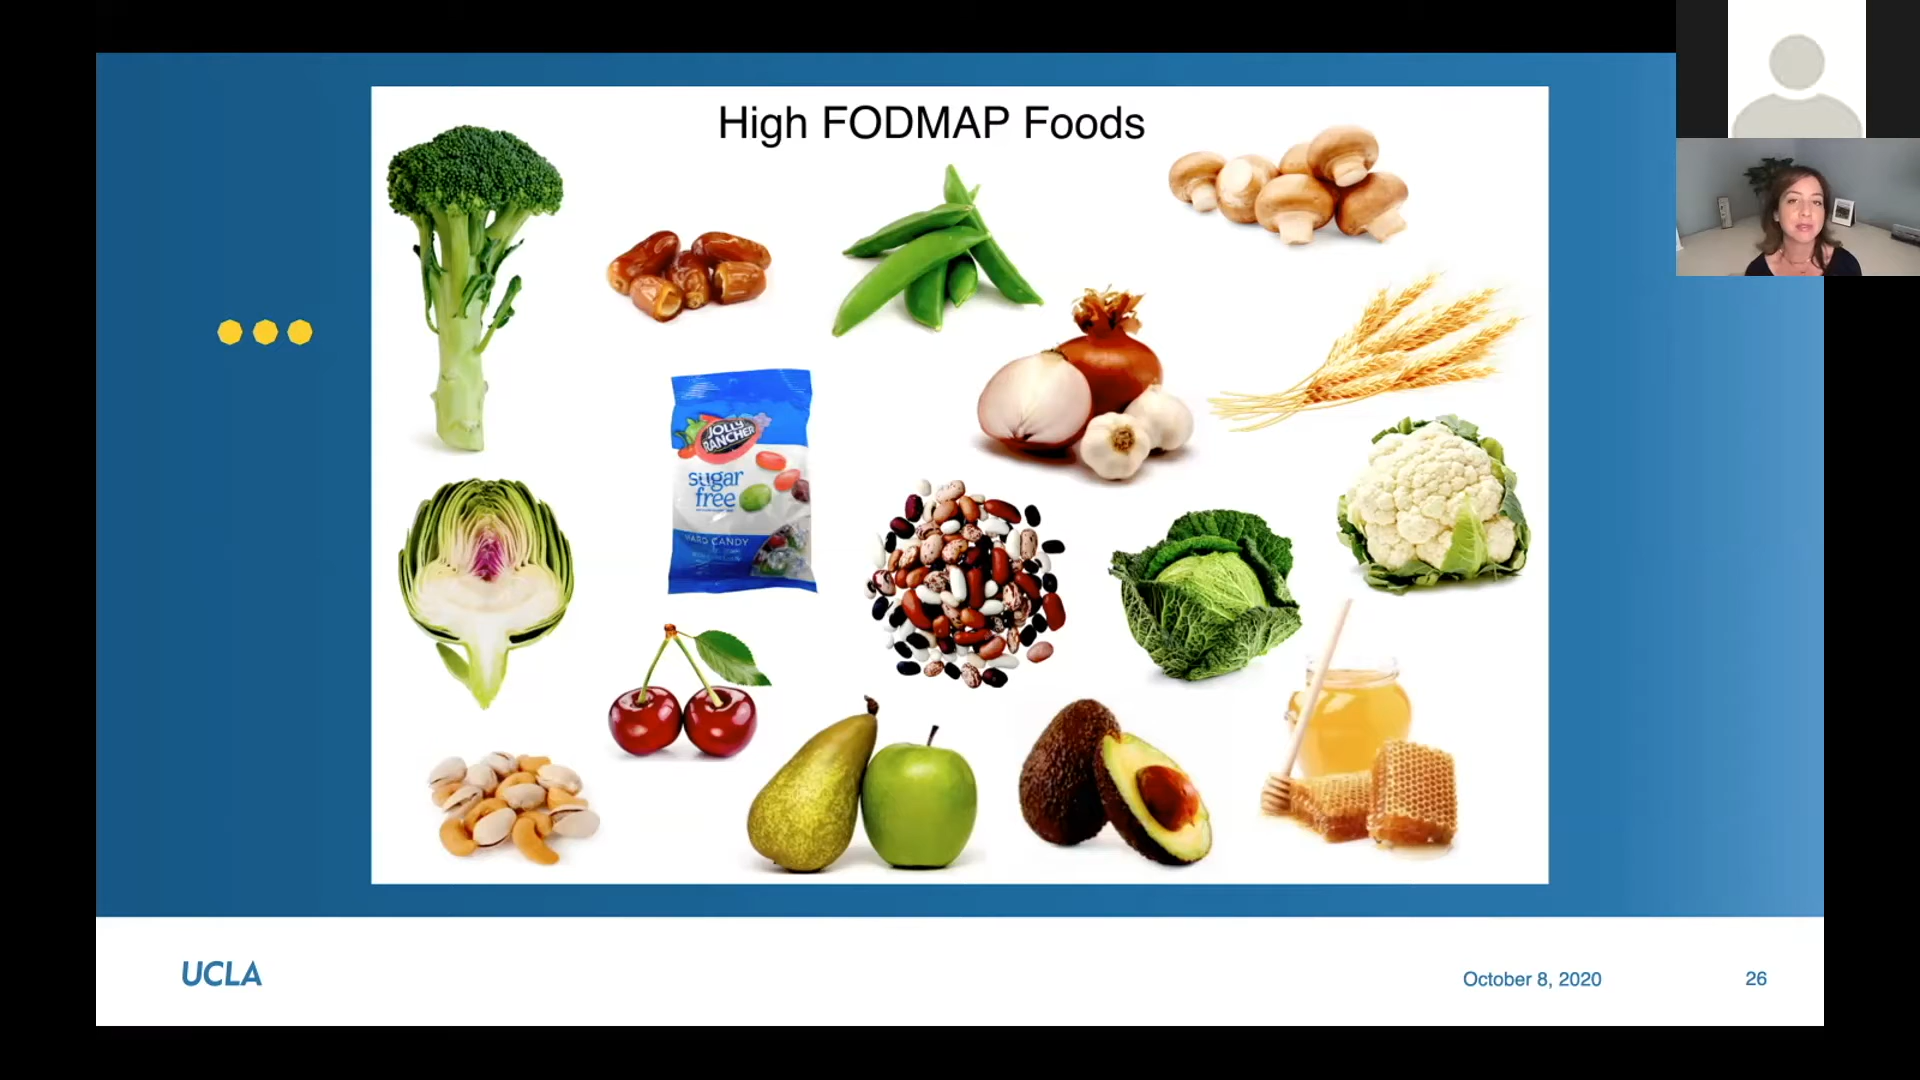 High FODMAP Foods
JOLLY
RANCHER
sugar
free
HARD CANDY
UCLA
October 8, 2020
26